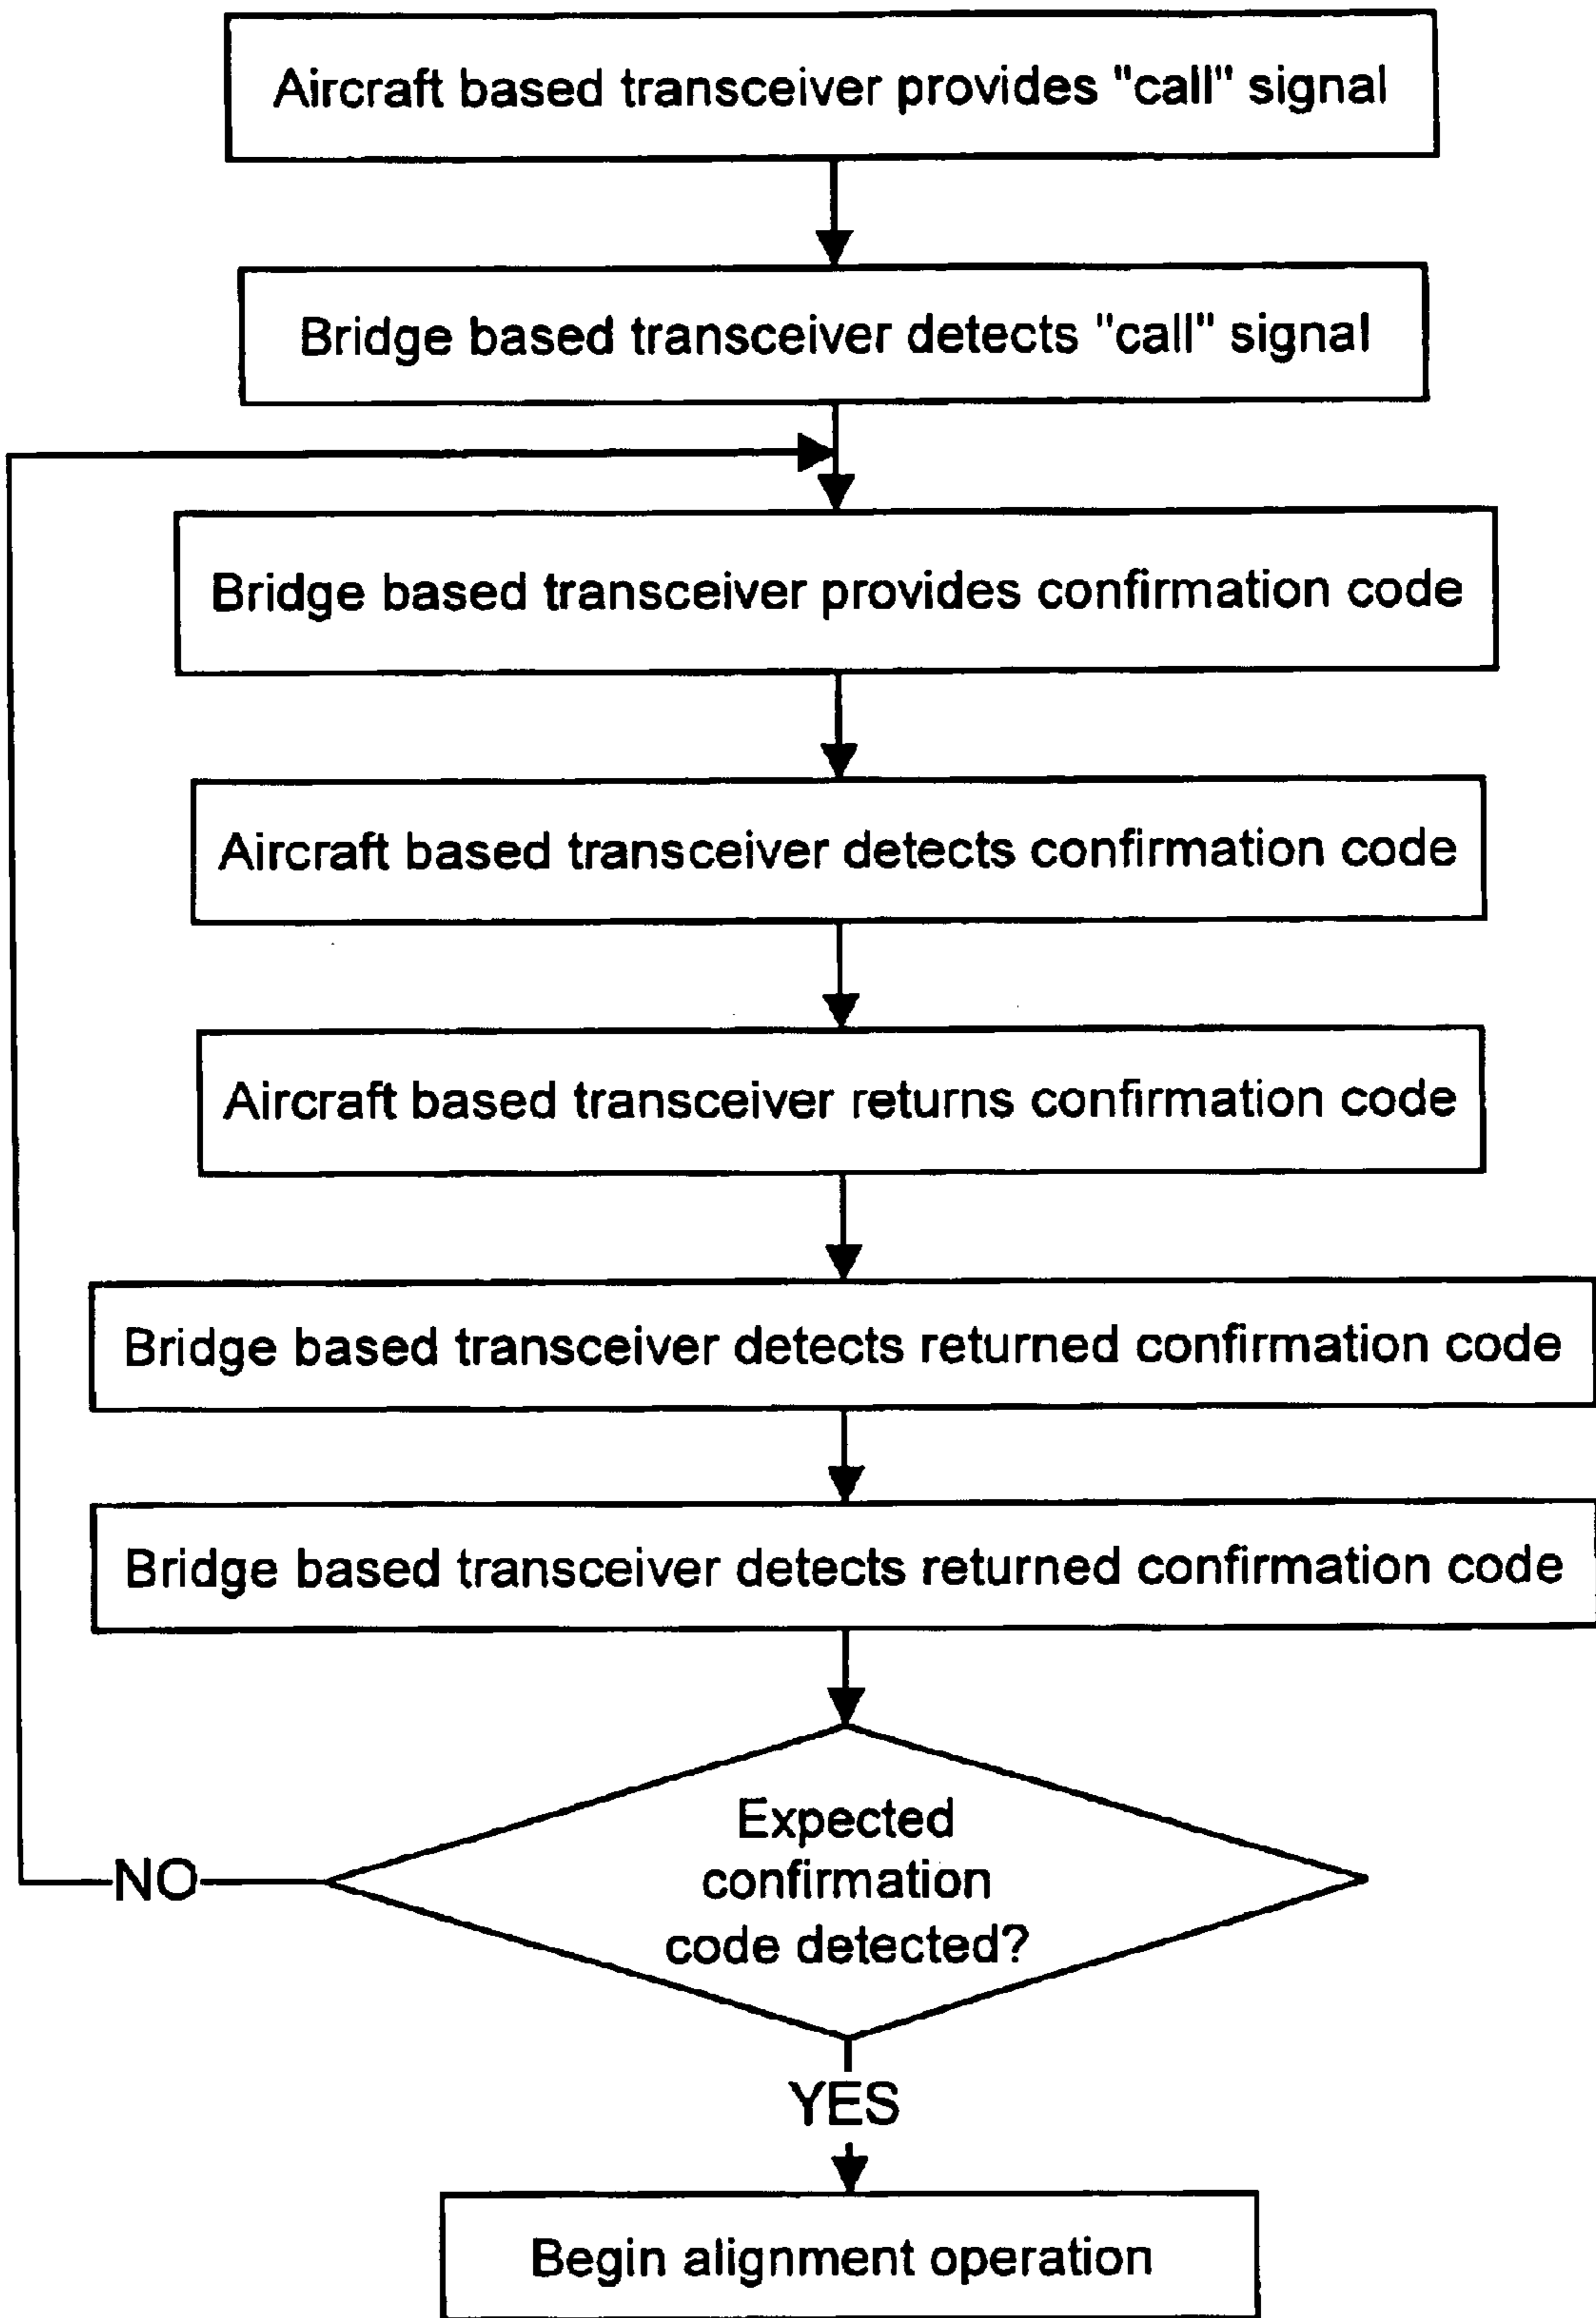 Aircraft based transceiver provides "call" signal
Bridge based transceiver detects "call" signal
Bridge based transceiver provides confirmation code
Aircraft based transceiver detects confirmation code
Aircraft based transceiver returns confirmation code
Bridge based transceiver detects returned confirmation code
Bridge based transceiver detects returned confirmation code
Expected
confirmation
code detected?
NO
YES
Begin alignment operation